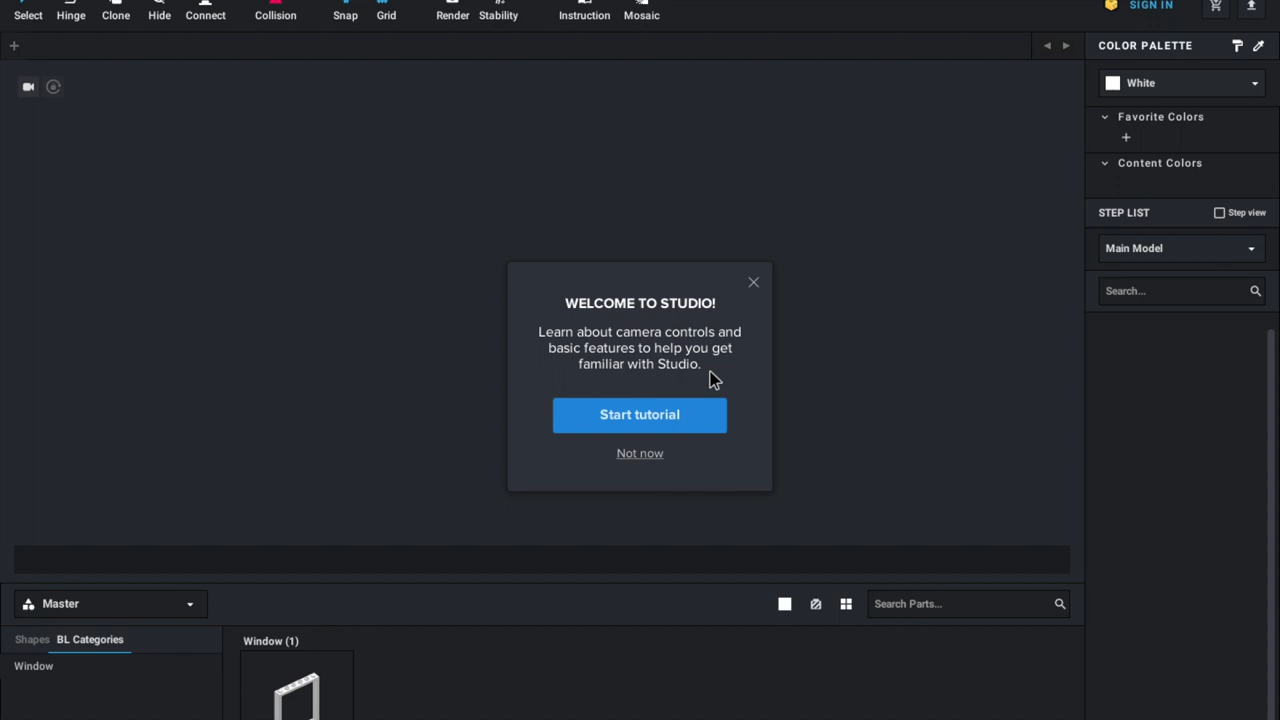 Select Hinge Clone Hide Connect Collision Snap Grid Render Stability Instruction Mosaic SIGN IN
COLOR PALETTE
White
Favorite Colors
Content Colors
STEP LIST Step view
Main Model
Search...
WELCOME TO STUDIO!
Learn about camera controls and
basic features to help you get
familiar with Studio.
Start tutorial
Not now
Master Search Parts...
Shapes BL Categories Window (1)
Window